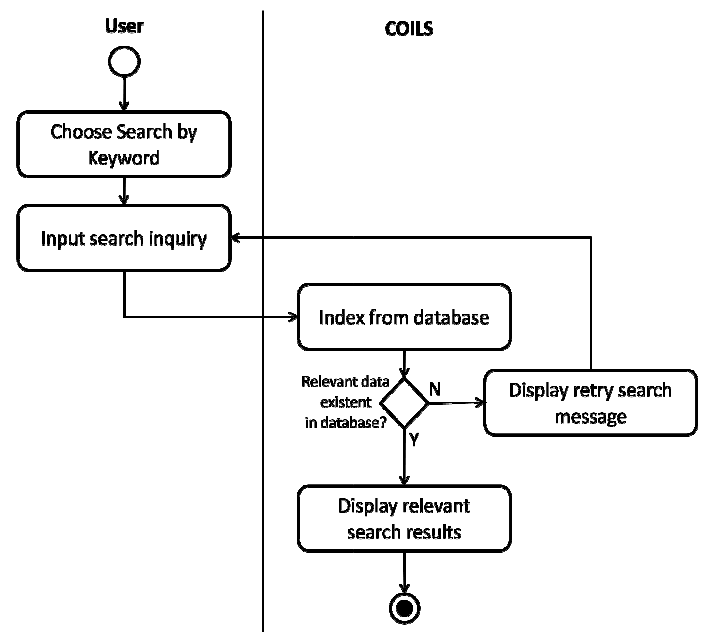 User
COILS
Choose Search by
Keyword
Input search inquiry
Index from database
Relevant data
existent
in database?
N
Display retry search
message
Y
Display relevant
search results